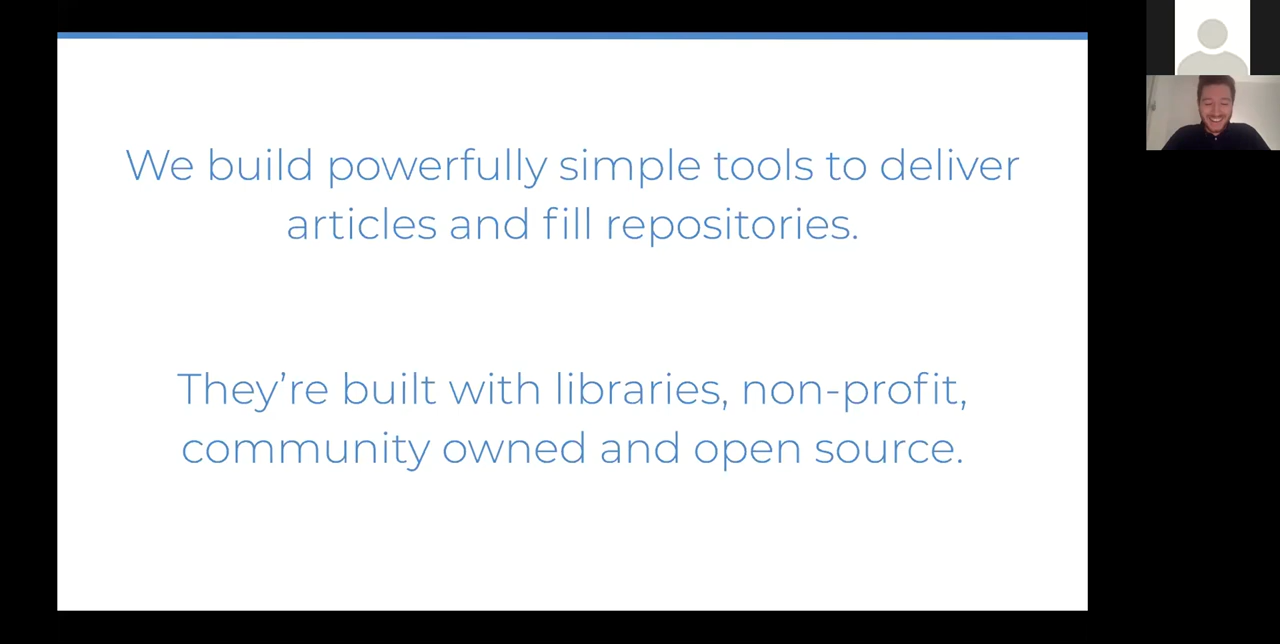 We build powerfully simple tools to deliver
articles and fill repositories.
They’re built with libraries, non-profit,
community owned and open source.